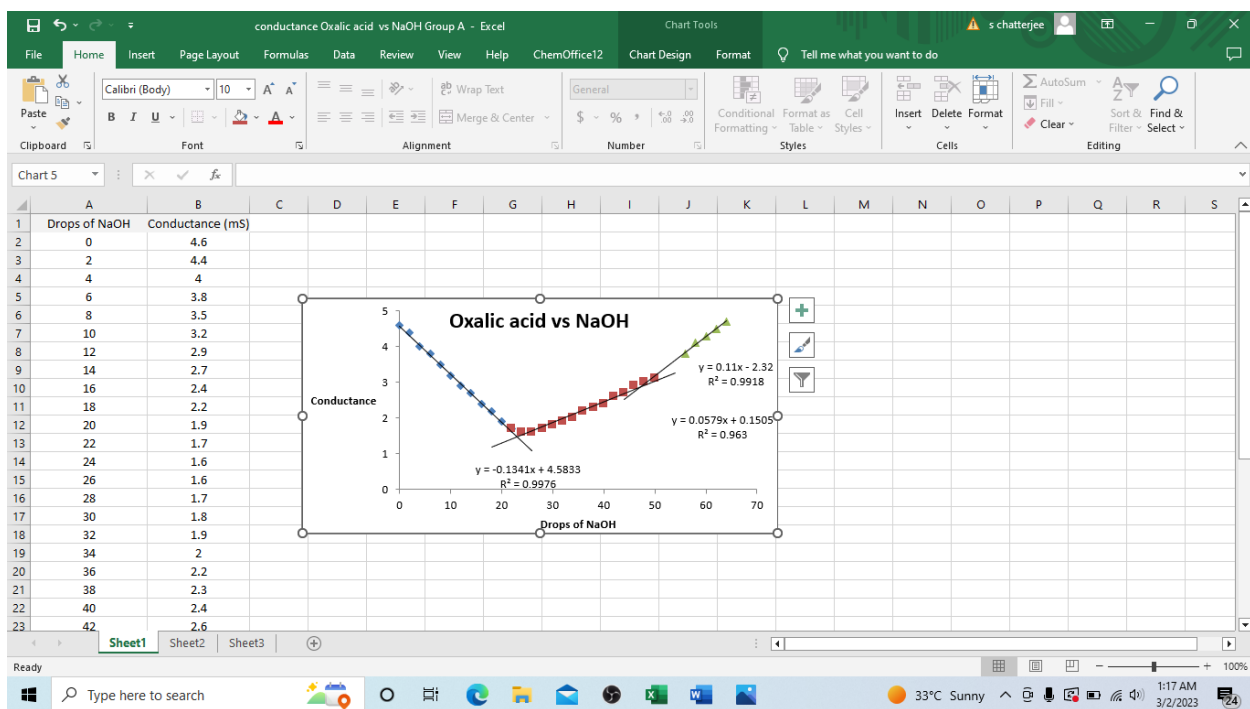 conductance Oxalic acid vs NaOH Group A - Excel
Chart Tools
s chatterjee
File Home Insert Page Layout Formulas Data Review View Help ChemOffice12 Chart Design Format Tell me what you want to do
Paste
Calibri (Body) 10 A A
B I U A
ab Wrap Text
Merge & Center
General
$ % ,
Conditional Formatting
Format as Table
Cell Styles
Insert Delete Format
AutoSum
Fill
Clear
Sort & Filter
Find & Select
Clipboard Font Alignment Number Styles Cells Editing
Chart 5 fx
A B C D E F G H I J K L M N O P Q R S
1 Drops of NaOH Conductance (mS)
2 0 4.6
3 2 4.4
4 4 4
5 6 3.8
6 8 3.5
7 10 3.2
8 12 2.9
9 14 2.7
10 16 2.4
11 18 2.2
12 20 1.9
13 22 1.7
14 24 1.6
15 26 1.6
16 28 1.7
17 30 1.8
18 32 1.9
19 34 2
20 36 2.2
21 38 2.3
22 40 2.4
23 42 2.6
Oxalic acid vs NaOH
5
4
3
2
1
0
Conductance
y = 0.11x - 2.32
R² = 0.9918
y = 0.0579x + 0.1505
R² = 0.963
y = -0.1341x + 4.5833
R² = 0.9976
0 10 20 30 40 50 60 70
Drops of NaOH
Sheet1 Sheet2 Sheet3
Ready
100%
Type here to search
33°C Sunny
1:17 AM
3/2/2023
24